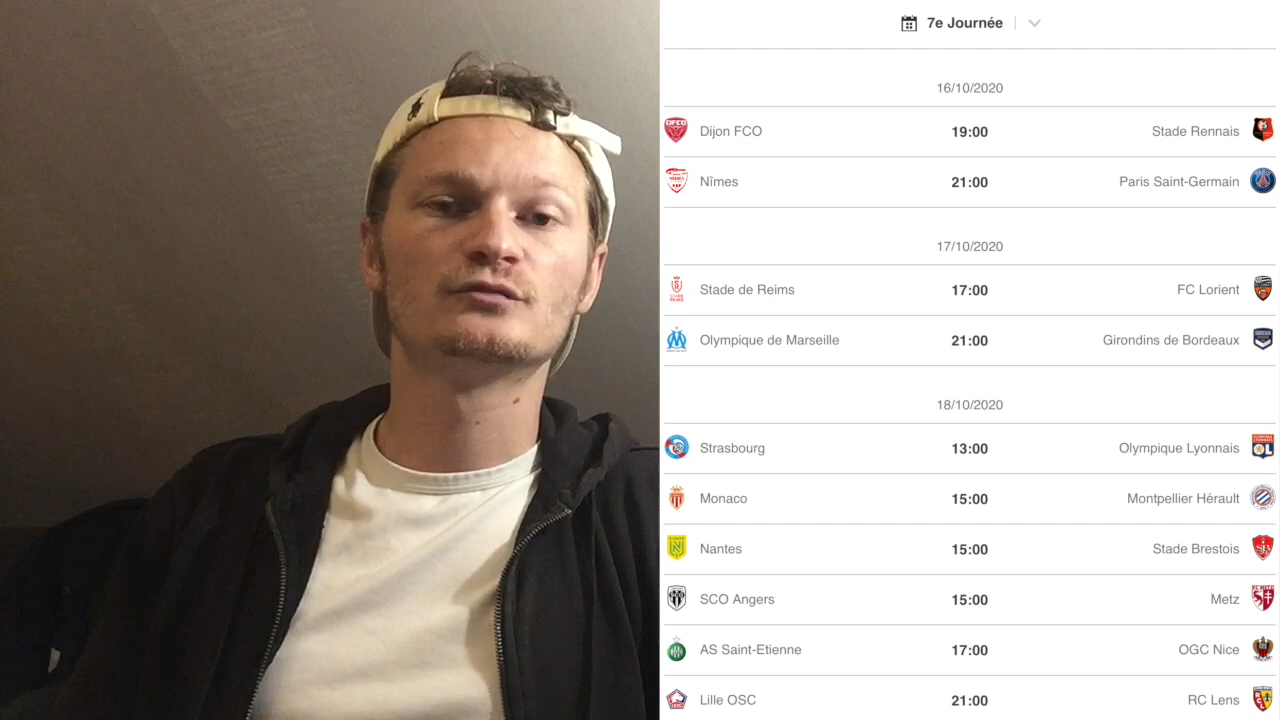 7e Journée
16/10/2020
Dijon FCO 19:00 Stade Rennais
Nîmes 21:00 Paris Saint-Germain
17/10/2020
Stade de Reims 17:00 FC Lorient
Olympique de Marseille 21:00 Girondins de Bordeaux
18/10/2020
Strasbourg 13:00 Olympique Lyonnais
Monaco 15:00 Montpellier Hérault
Nantes 15:00 Stade Brestois
SCO Angers 15:00 Metz
AS Saint-Etienne 17:00 OGC Nice
Lille OSC 21:00 RC Lens